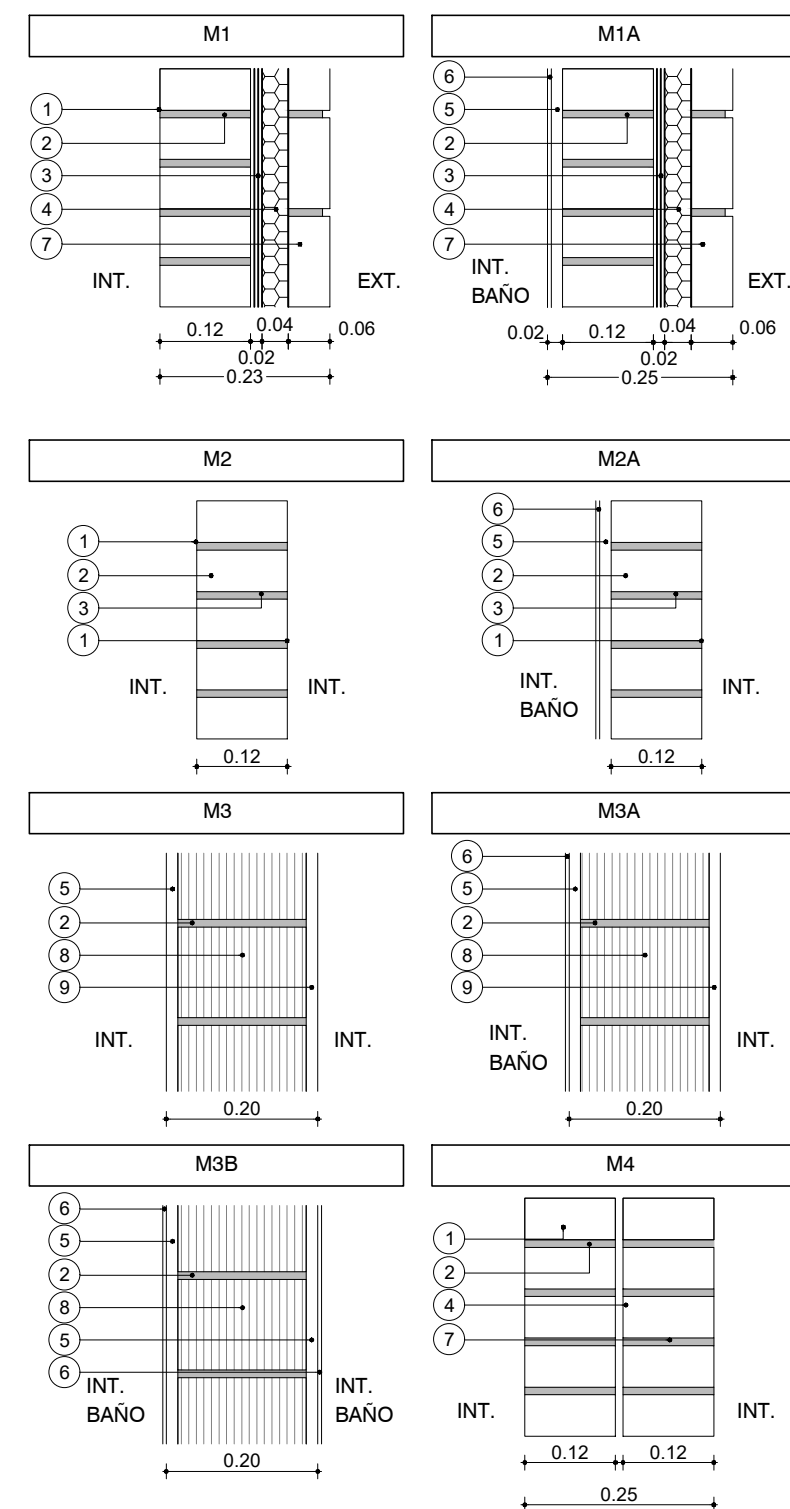 M1
1
2
3
4
7
INT.
EXT.
0.12
0.04
0.06
0.02
0.23
M1A
6
5
2
3
4
7
INT.
BAÑO
EXT.
0.02
0.12
0.04
0.06
0.02
0.25
M2
1
2
3
1
INT.
INT.
0.12
M2A
6
5
2
3
1
INT.
BAÑO
INT.
0.12
M3
5
2
8
9
INT.
INT.
0.20
M3A
6
5
2
8
9
INT.
BAÑO
INT.
0.20
M3B
6
5
2
8
5
6
INT.
BAÑO
INT.
BAÑO
0.20
M4
1
2
4
7
INT.
INT.
0.12
0.12
0.25